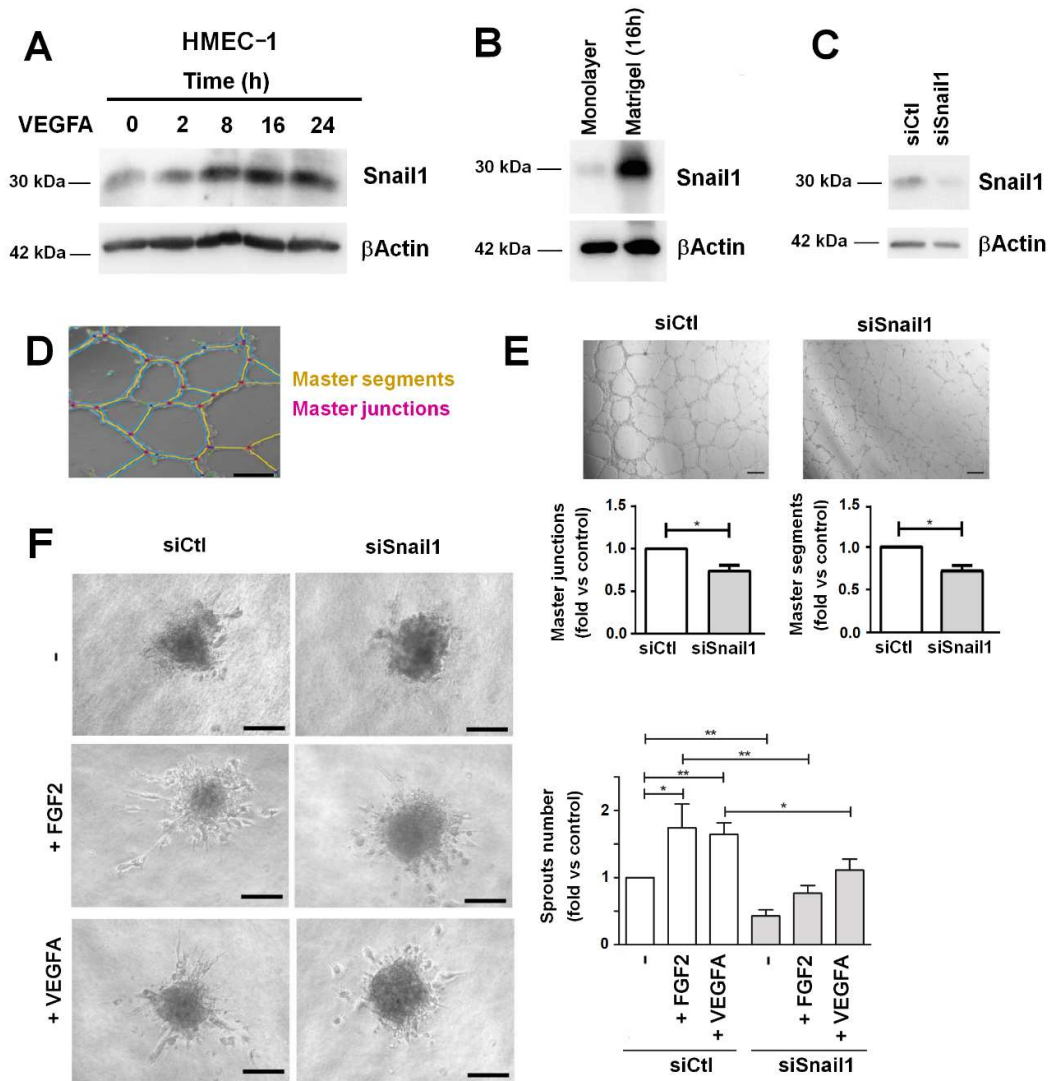 A
HMEC-1
Time (h)
VEGFA 0 2 8 16 24
30 kDa
Snail1
42 kDa
βActin
B
Monolayer
Matrigel (16h)
30 kDa
Snail1
42 kDa
βActin
C
siCtl
siSnail1
30 kDa
Snail1
42 kDa
βActin
D
Master segments
Master junctions
E
siCtl
siSnail1
Master junctions
(fold vs control)
1.5
1.0
0.5
0.0
*
siCtl siSnail1
Master segments
(fold vs control)
1.5
1.0
0.5
0.0
*
siCtl siSnail1
F
siCtl
siSnail1
-
+ FGF2
+ VEGFA
Sprouts number
(fold vs control)
2
1
0
**
**
**
*
*
-
+ FGF2
+ VEGFA
-
+ FGF2
+ VEGFA
siCtl
siSnail1